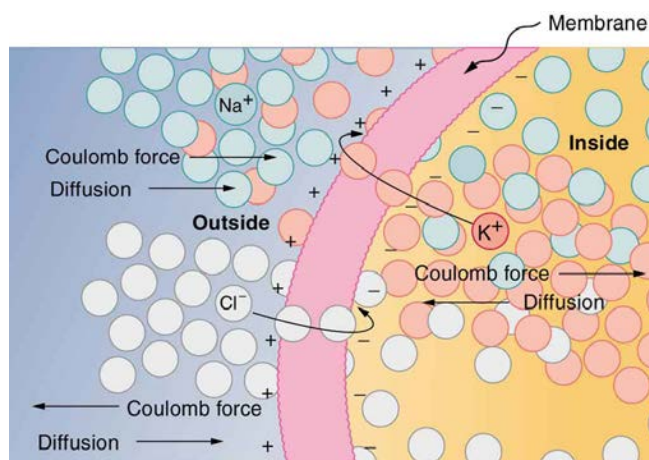 Membrane
Na⁺
Inside
Coulomb force
Diffusion
Outside
K⁺
Coulomb force
Diffusion
Cl⁻
Coulomb force
Diffusion
+ + + + + + + + +
− − − − − − − − − −